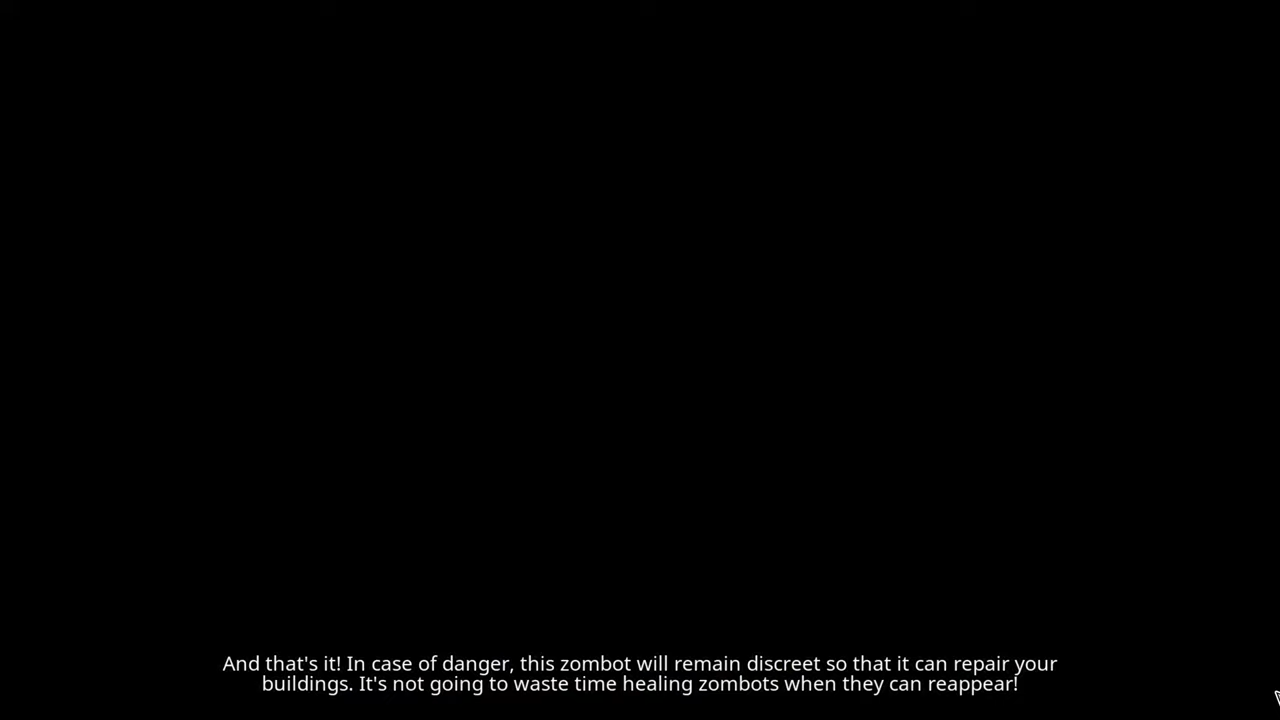 And that's it! In case of danger, this zombot will remain discreet so that it can repair your
buildings. It's not going to waste time healing zombots when they can reappear!